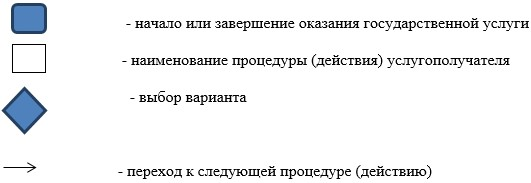 - начало или завершение оказания государственной услуги
- наименование процедуры (действия) услугополучателя
- выбор варианта
- переход к следующей процедуре (действию)